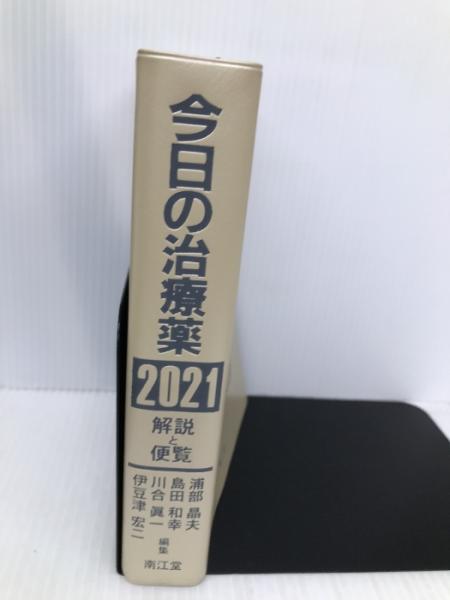 今日の治療薬
2021
解説と便覧
浦部 晶夫
島田 和幸
川合 眞一
伊豆津 宏二
編集
南江堂